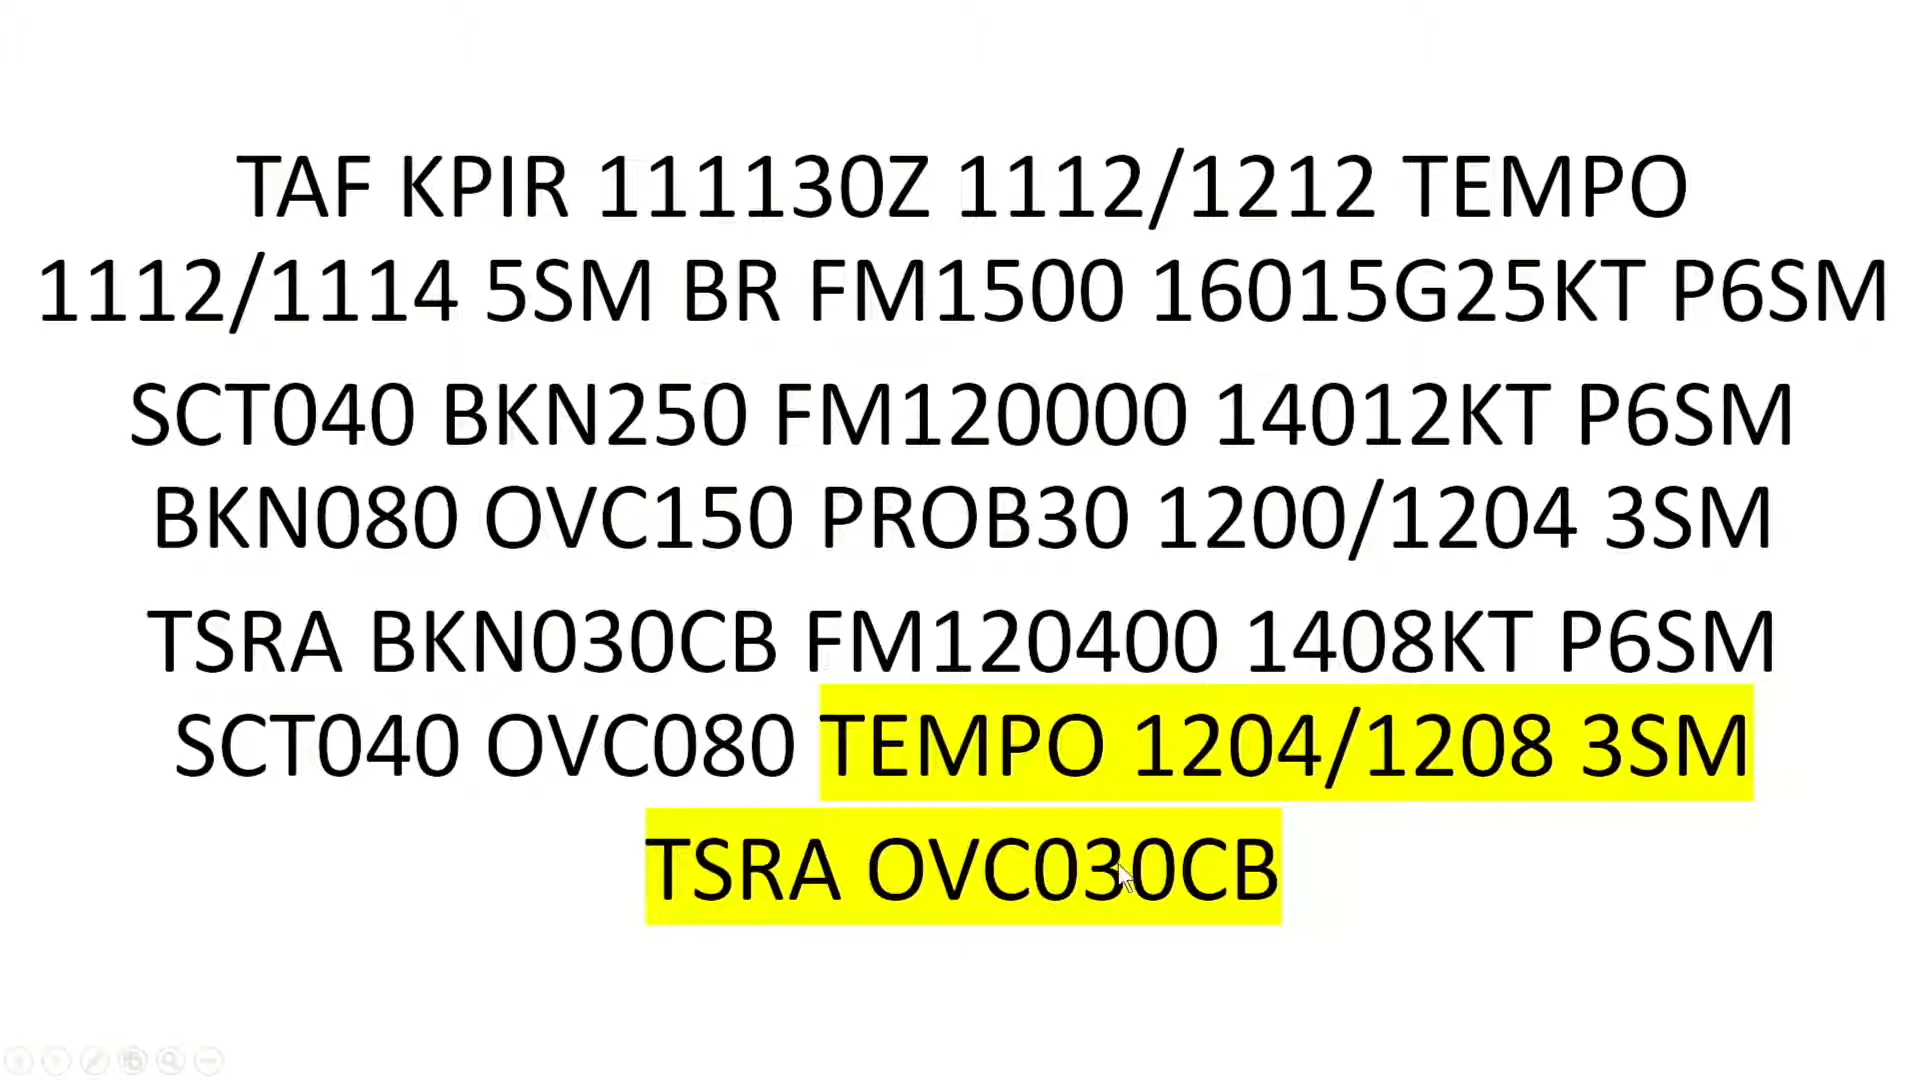 TAF KPIR 111130Z 1112/1212 TEMPO
1112/1114 5SM BR FM1500 16015G25KT P6SM
SCT040 BKN250 FM120000 14012KT P6SM
BKN080 OVC150 PROB30 1200/1204 3SM
TSRA BKN030CB FM120400 1408KT P6SM
SCT040 OVC080 TEMPO 1204/1208 3SM
TSRA OVC030CB